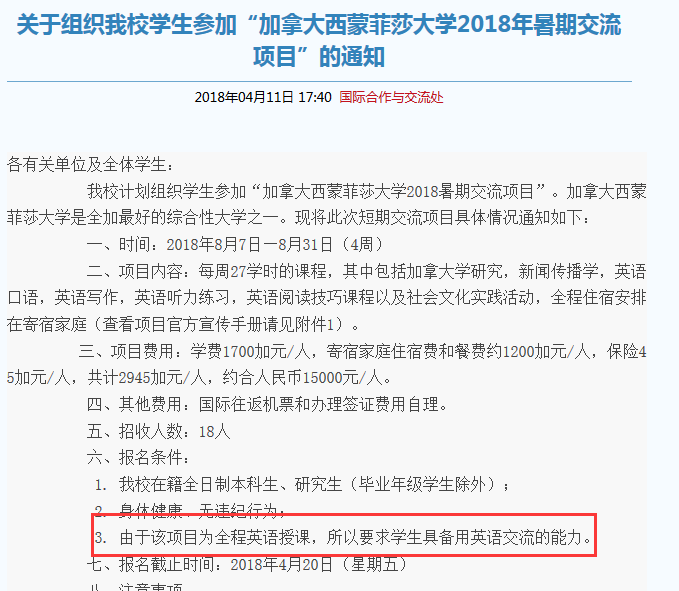 关于组织我校学生参加“加拿大西蒙菲莎大学2018年暑期交流
项目”的通知
2018年04月11日 17:40 国际合作与交流处
各有关单位及全体学生：
我校计划组织学生参加“加拿大西蒙菲莎大学2018暑期交流项目”。加拿大西蒙
菲莎大学是全加最好的综合性大学之一。现将此次短期交流项目具体情况通知如下：
一、时间：2018年8月7日—8月31日（4周）
二、项目内容：每周27学时的课程，其中包括加拿大学研究，新闻传播学，英语
口语，英语写作，英语听力练习，英语阅读技巧课程以及社会文化实践活动，全程住宿安排
在寄宿家庭（查看项目官方宣传手册请见附件1）。
三、项目费用：学费1700加元/人，寄宿家庭住宿费和餐费约1200加元/人，保险4
5加元/人，共计2945加元/人，约合人民币15000元/人。
四、其他费用：国际往返机票和办理签证费用自理。
五、招收人数：18人
六、报名条件：
1. 我校在籍全日制本科生、研究生（毕业年级学生除外）；
2. 身体健康，无违纪行为；
3. 由于该项目为全程英语授课，所以要求学生具备用英语交流的能力。
七、报名截止时间：2018年4月20日（星期五）
八、注意事项